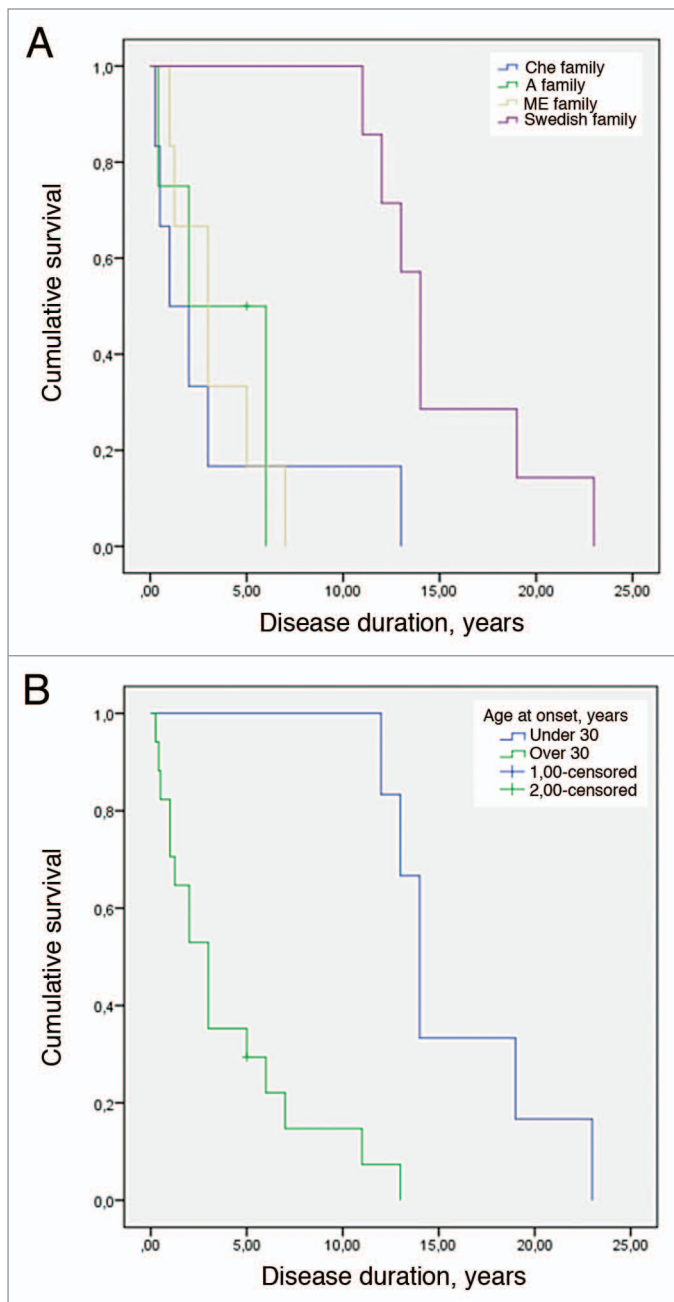 A
Che family
A family
ME family
Swedish family
Cumulative survival
1,0
0,8
0,6
0,4
0,2
0,0
,00 5,00 10,00 15,00 20,00 25,00
Disease duration, years
B
Age at onset, years
Under 30
Over 30
1,00-censored
2,00-censored
Cumulative survival
1,0
0,8
0,6
0,4
0,2
0,0
,00 5,00 10,00 15,00 20,00 25,00
Disease duration, years